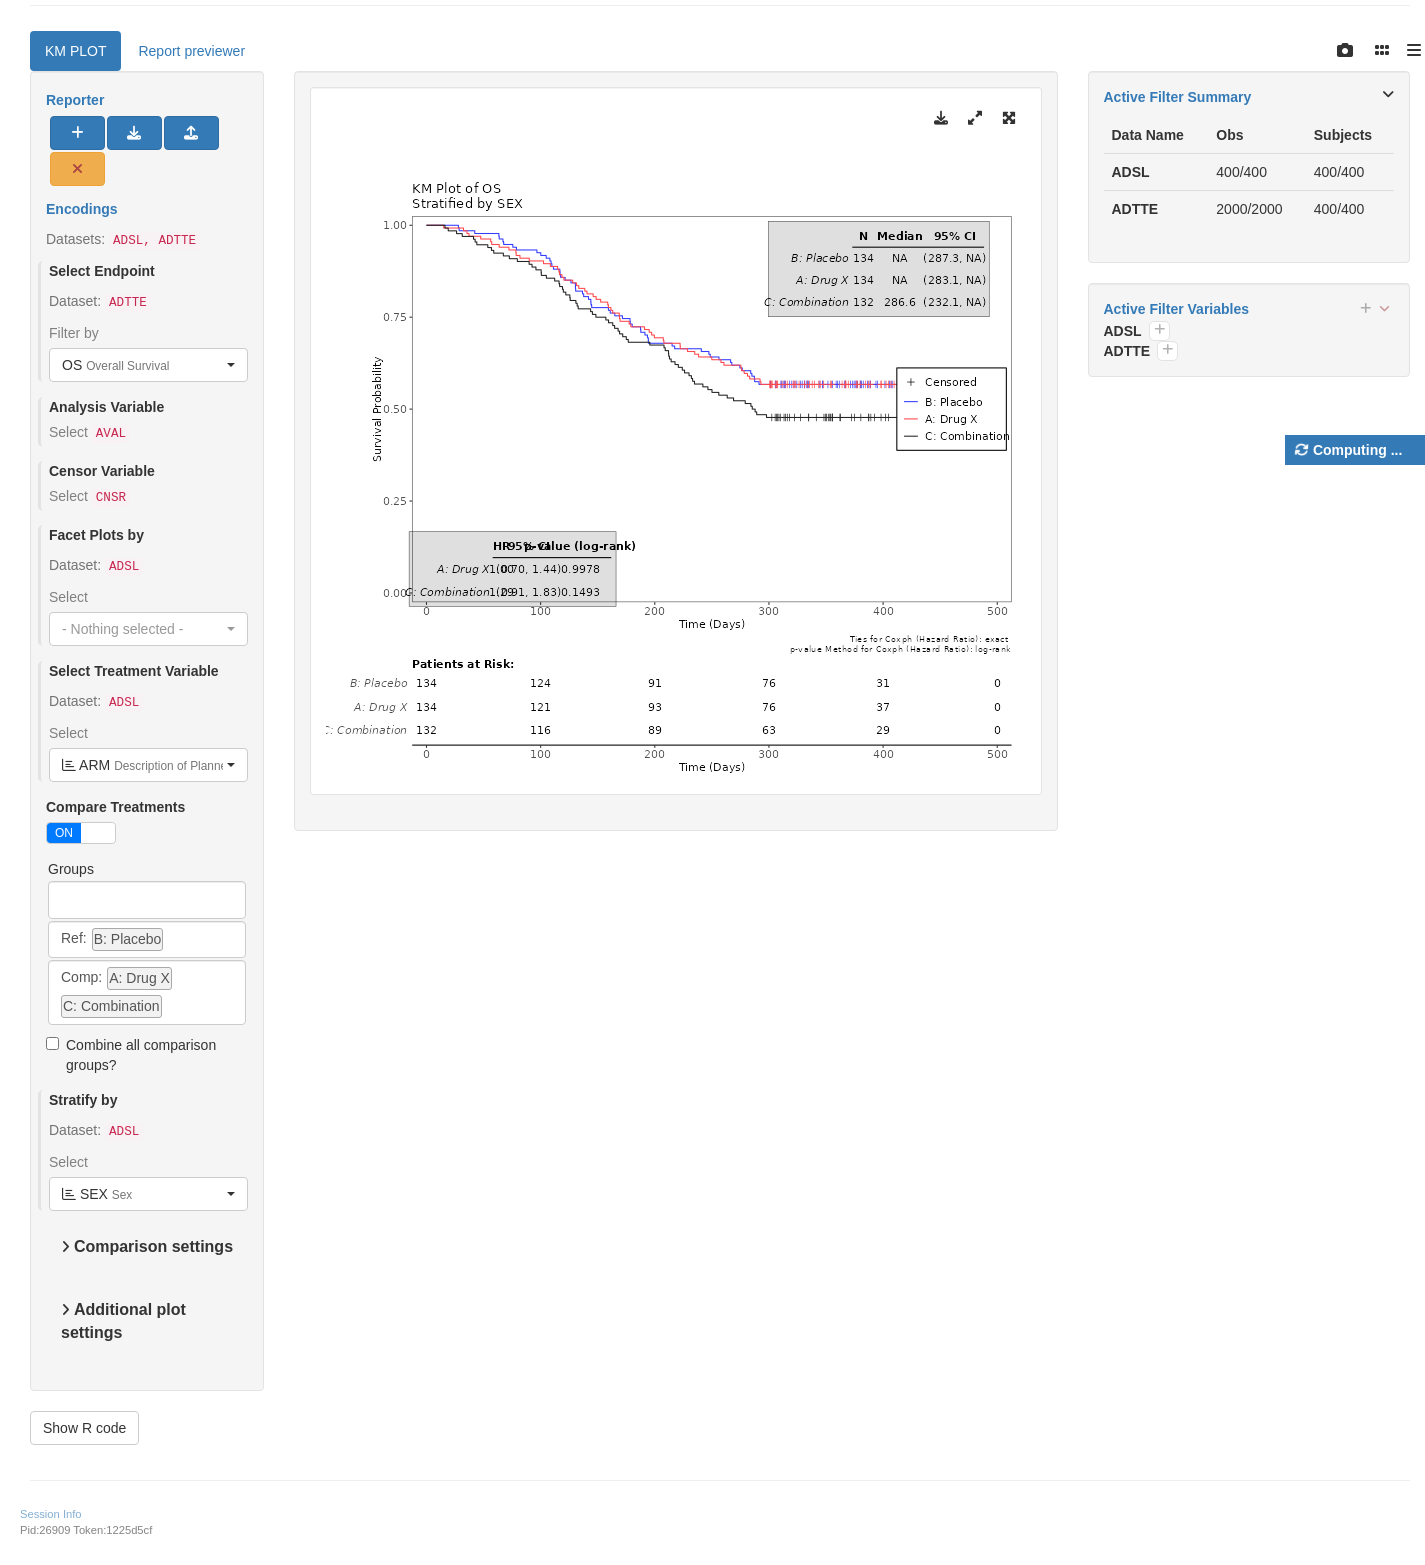 KM PLOT Report previewer
Reporter
Encodings
Datasets: ADSL, ADTTE
Select Endpoint
Dataset: ADTTE
Filter by
OS Overall Survival
Analysis Variable
Select AVAL
Censor Variable
Select CNSR
Facet Plots by
Dataset: ADSL
Select
- Nothing selected -
Select Treatment Variable
Dataset: ADSL
Select
ARM Description of Planne
Compare Treatments
ON
Groups
Ref: B: Placebo
Comp: A: Drug X
C: Combination
Combine all comparison
groups?
Stratify by
Dataset: ADSL
Select
SEX Sex
Comparison settings
Additional plot
settings
Show R code
KM Plot of OS
Stratified by SEX
1.00
0.75
0.50
0.25
0.00
Survival Probability
N Median 95% CI
B: Placebo 134 NA (287.3, NA)
A: Drug X 134 NA (283.1, NA)
C: Combination 132 286.6 (232.1, NA)
Censored
B: Placebo
A: Drug X
C: Combination
HR 95% CI p-value (log-rank)
A: Drug X 1.00 (0.70, 1.44) 0.9978
C: Combination 1.29 (0.91, 1.83) 0.1493
0 100 200 300 400 500
Time (Days)
Ties for Coxph (Hazard Ratio): exact
p-value Method for Coxph (Hazard Ratio): log-rank
Patients at Risk:
B: Placebo 134 124 91 76 31 0
A: Drug X 134 121 93 76 37 0
C: Combination 132 116 89 63 29 0
0 100 200 300 400 500
Time (Days)
Active Filter Summary
Data Name Obs Subjects
ADSL 400/400 400/400
ADTTE 2000/2000 400/400
Active Filter Variables
ADSL
ADTTE
Computing ...
Session Info
Pid:26909 Token:1225d5cf